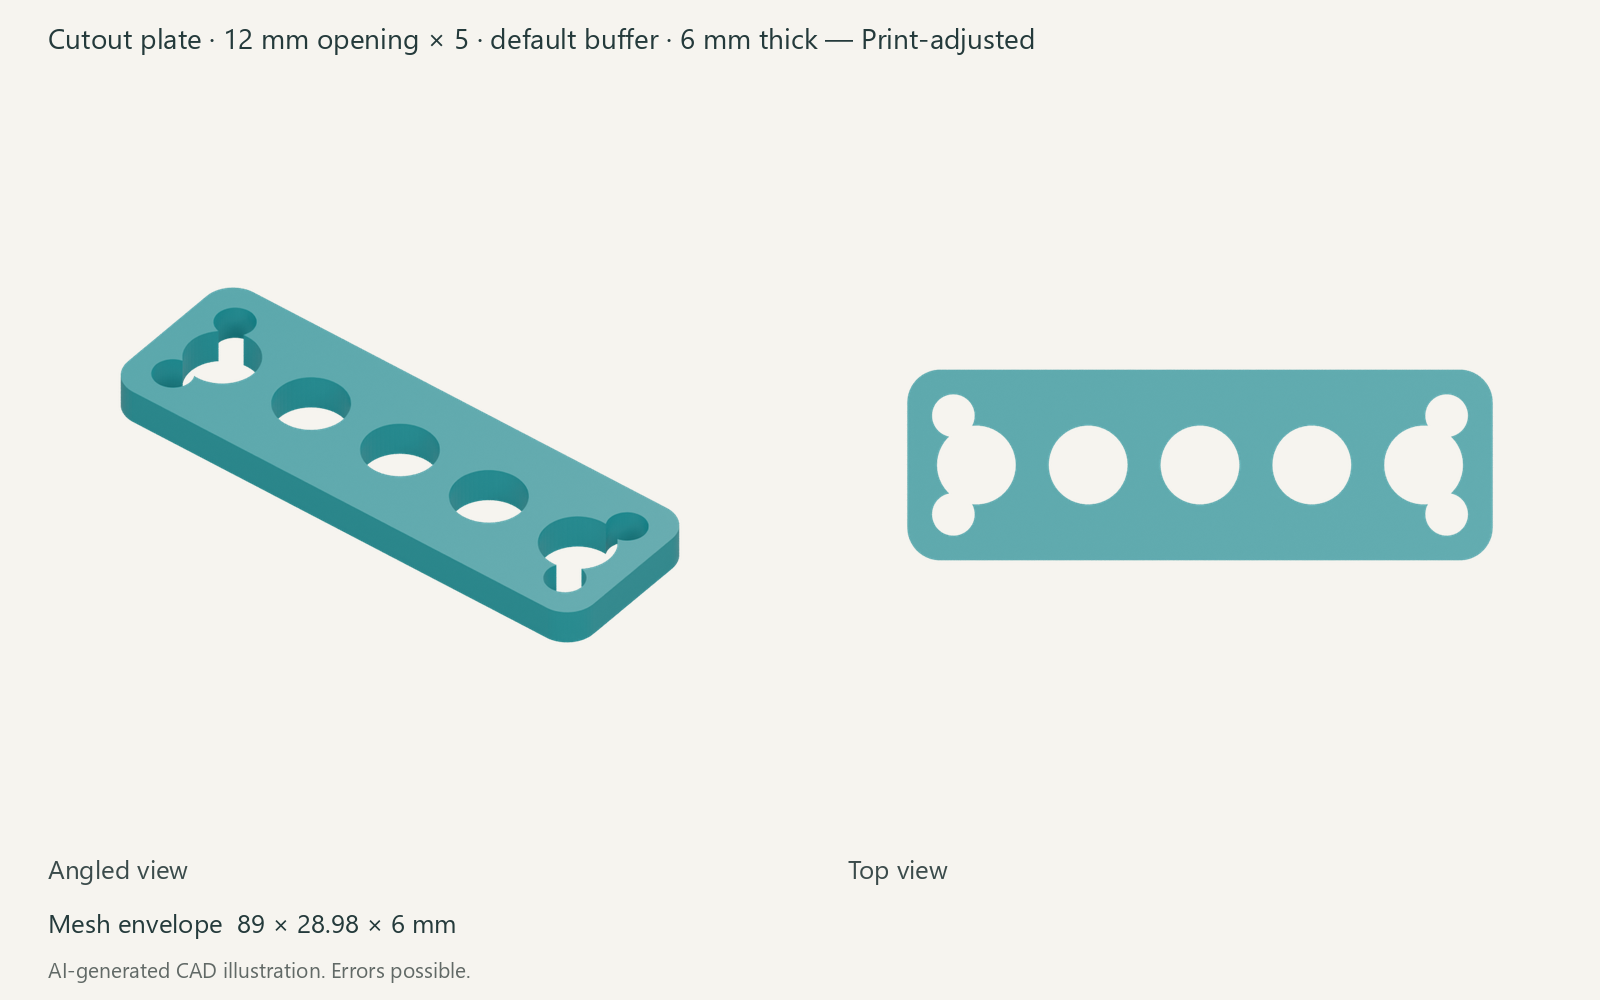 Cutout plate · 12 mm opening × 5 · default buffer · 6 mm thick — Print-adjusted
Angled view
Top view
Mesh envelope 89 × 28.98 × 6 mm
AI-generated CAD illustration. Errors possible.